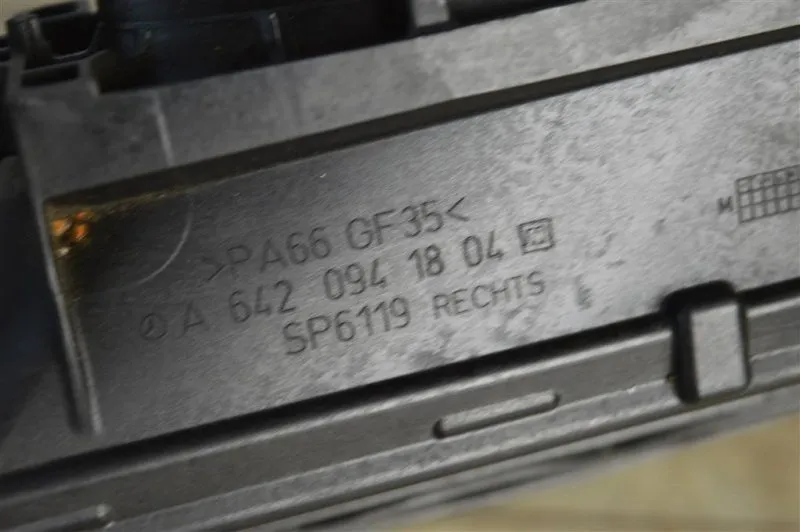 >PA66 GF35<
A 642 094 18 04
SP6119 RECHTS
M